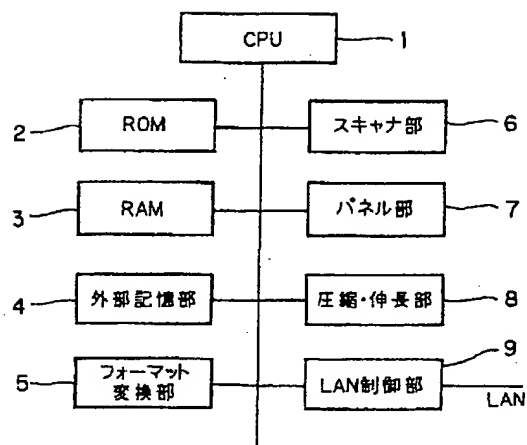 CPU 1
2 ROM スキャナ部 6
3 RAM パネル部 7
4 外部記憶部 圧縮・伸長部 8
9
5 フォーマット
変換部 LAN制御部
LAN